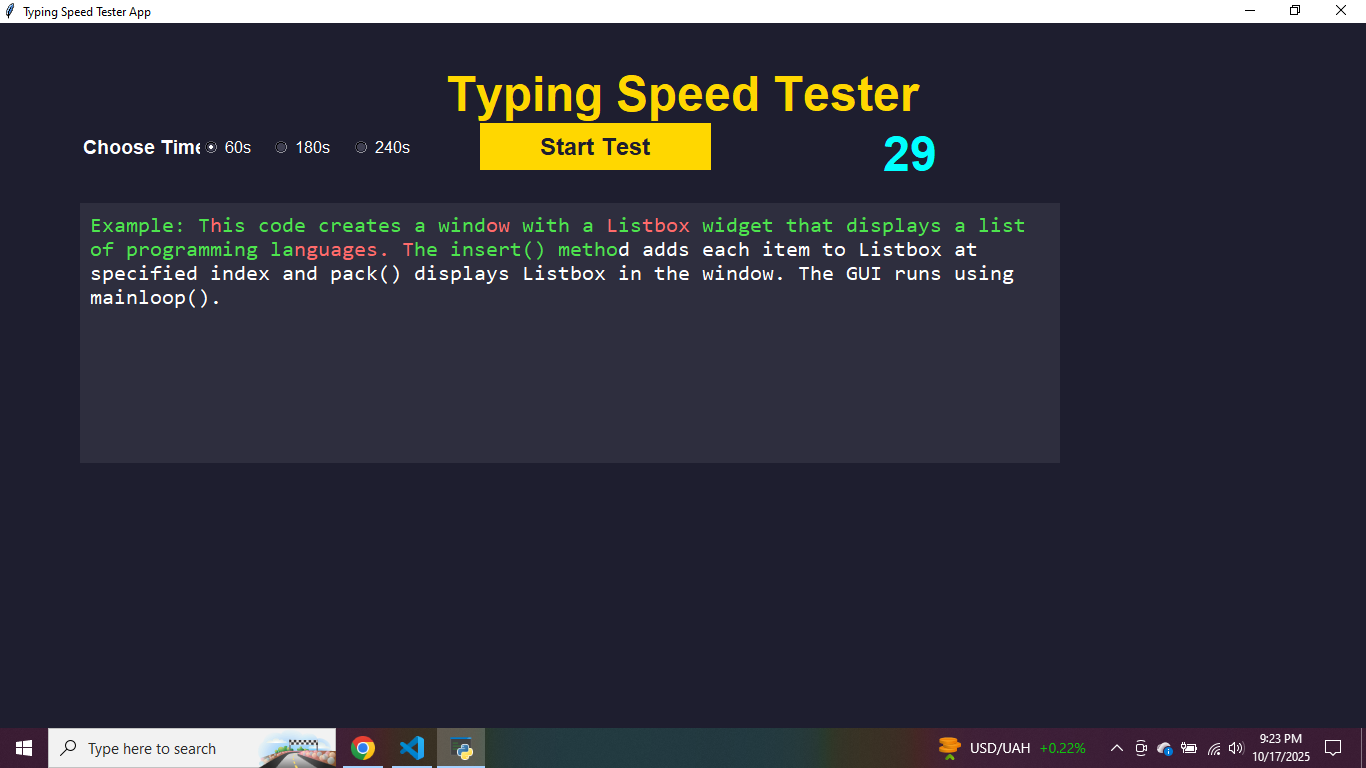 Typing Speed Tester App
Typing Speed Tester
Choose Time 60s 180s 240s Start Test 29
Example: This code creates a window with a Listbox widget that displays a list
of programming languages. The insert() method adds each item to Listbox at
specified index and pack() displays Listbox in the window. The GUI runs using
mainloop().
Type here to search
USD/UAH +0.22%
9:23 PM
10/17/2025